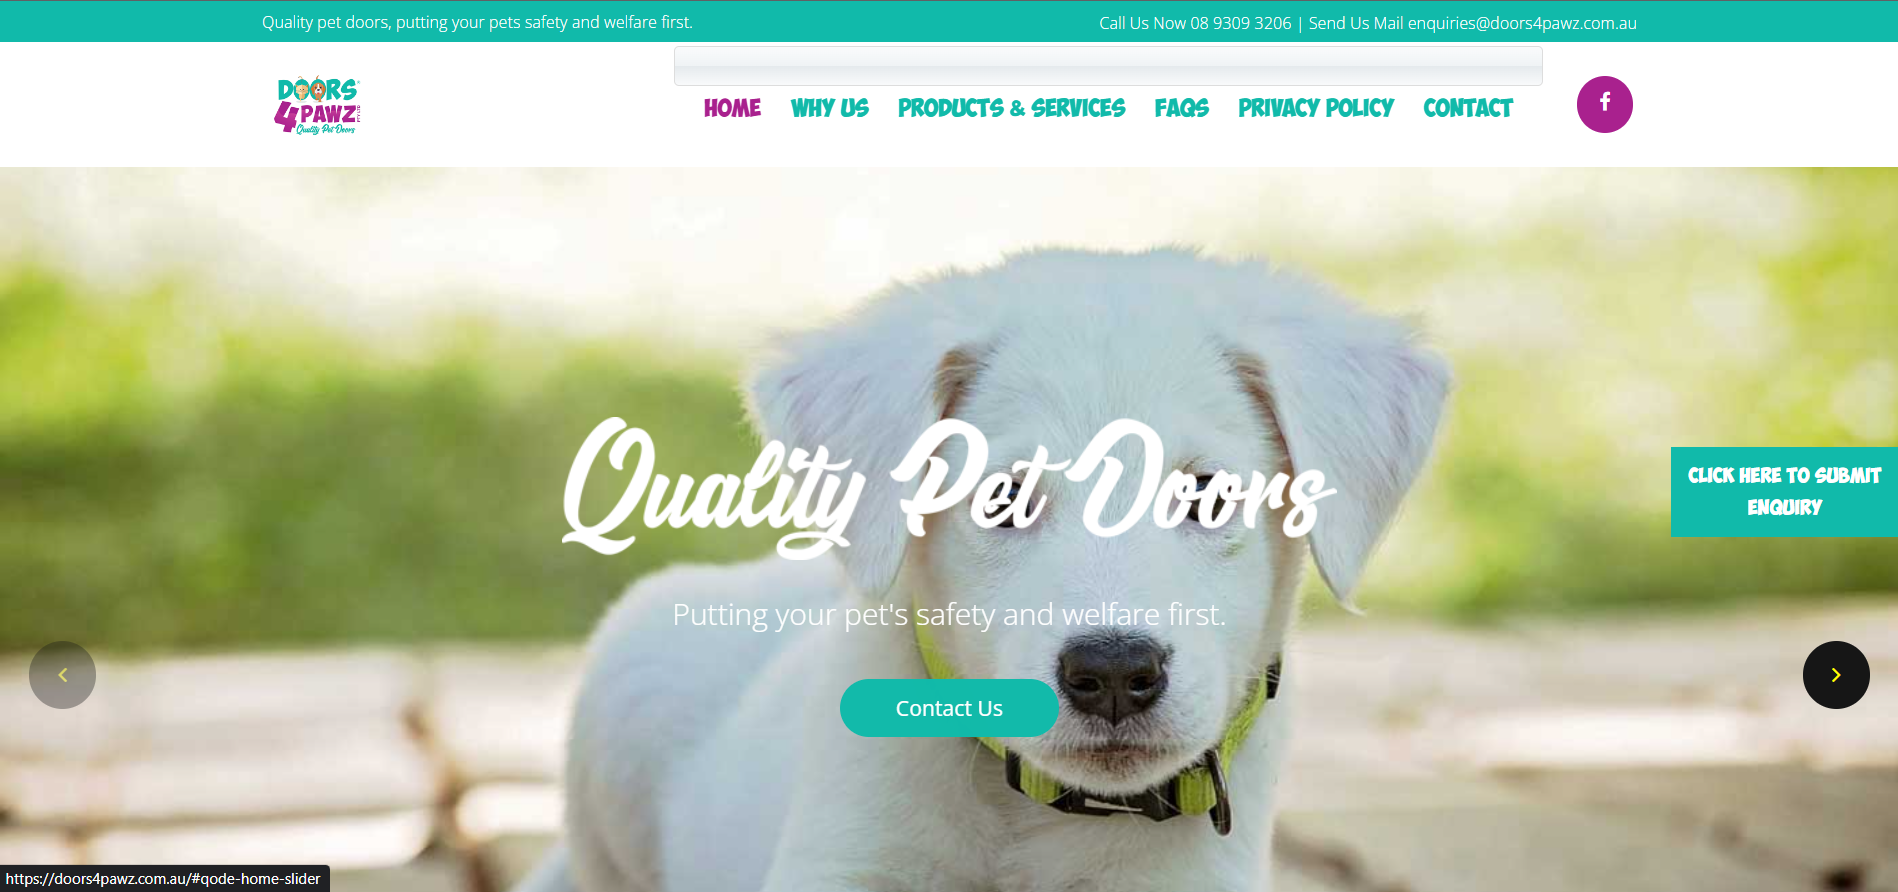 Quality pet doors, putting your pets safety and welfare first.
Call Us Now 08 9309 3206 | Send Us Mail enquiries@doors4pawz.com.au
DOORS
4PAWZ
Quality Pet Doors
HOME WHY US PRODUCTS & SERVICES FAQS PRIVACY POLICY CONTACT
f
Quality Pet Doors
CLICK HERE TO SUBMIT
ENQUIRY
Putting your pet's safety and welfare first.
Contact Us
https://doors4pawz.com.au/#qode-home-slider